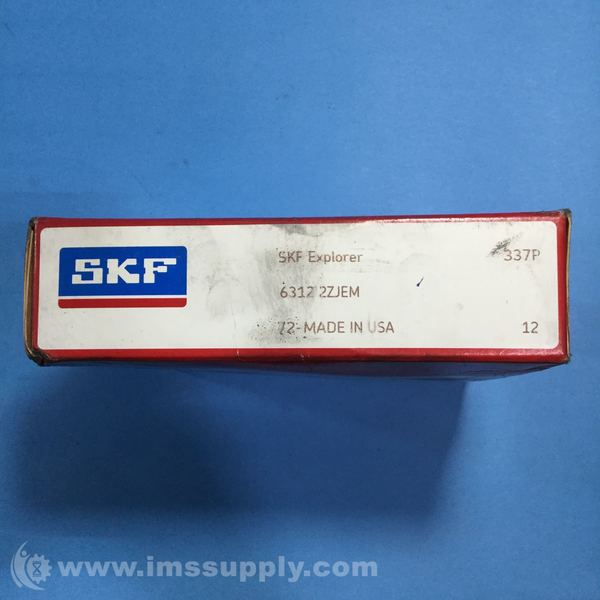 SKF
SKF Explorer 337P
6312 2ZJEM
72- MADE IN USA 12
www.imssupply.com